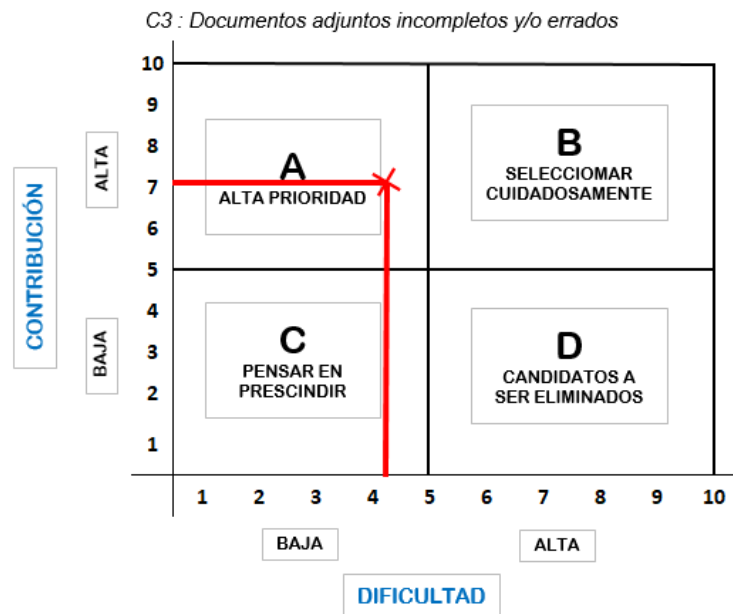 C3 : Documentos adjuntos incompletos y/o errados
10
9
8
7
6
5
4
3
2
1
CONTRIBUCIÓN
ALTA
BAJA
A
ALTA PRIORIDAD
B
SELECCIOMAR
CUIDADOSAMENTE
C
PENSAR EN
PRESCINDIR
D
CANDIDATOS A
SER ELIMINADOS
1 2 3 4 5 6 7 8 9 10
BAJA
ALTA
DIFICULTAD